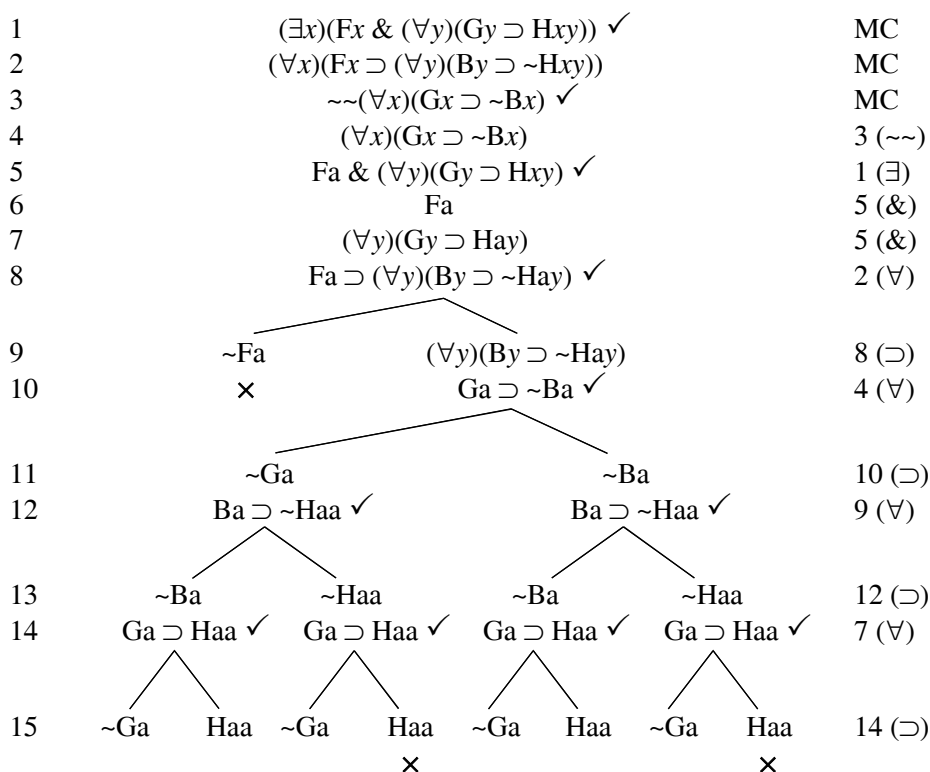 1 (∃x)(Fx & (∀y)(Gy ⊃ Hxy)) ✓ MC
2 (∀x)(Fx ⊃ (∀y)(By ⊃ ~Hxy)) MC
3 ~~(∀x)(Gx ⊃ ~Bx) ✓ MC
4 (∀x)(Gx ⊃ ~Bx) 3 (~~)
5 Fa & (∀y)(Gy ⊃ Hxy) ✓ 1 (∃)
6 Fa 5 (&)
7 (∀y)(Gy ⊃ Hay) 5 (&)
8 Fa ⊃ (∀y)(By ⊃ ~Hay) ✓ 2 (∀)
9 ~Fa (∀y)(By ⊃ ~Hay) 8 (⊃)
10 × Ga ⊃ ~Ba ✓ 4 (∀)
11 ~Ga ~Ba 10 (⊃)
12 Ba ⊃ ~Haa ✓ Ba ⊃ ~Haa ✓ 9 (∀)
13 ~Ba ~Haa ~Ba ~Haa 12 (⊃)
14 Ga ⊃ Haa ✓ Ga ⊃ Haa ✓ Ga ⊃ Haa ✓ Ga ⊃ Haa ✓ 7 (∀)
15 ~Ga Haa ~Ga Haa ~Ga Haa ~Ga Haa 14 (⊃)
× ×